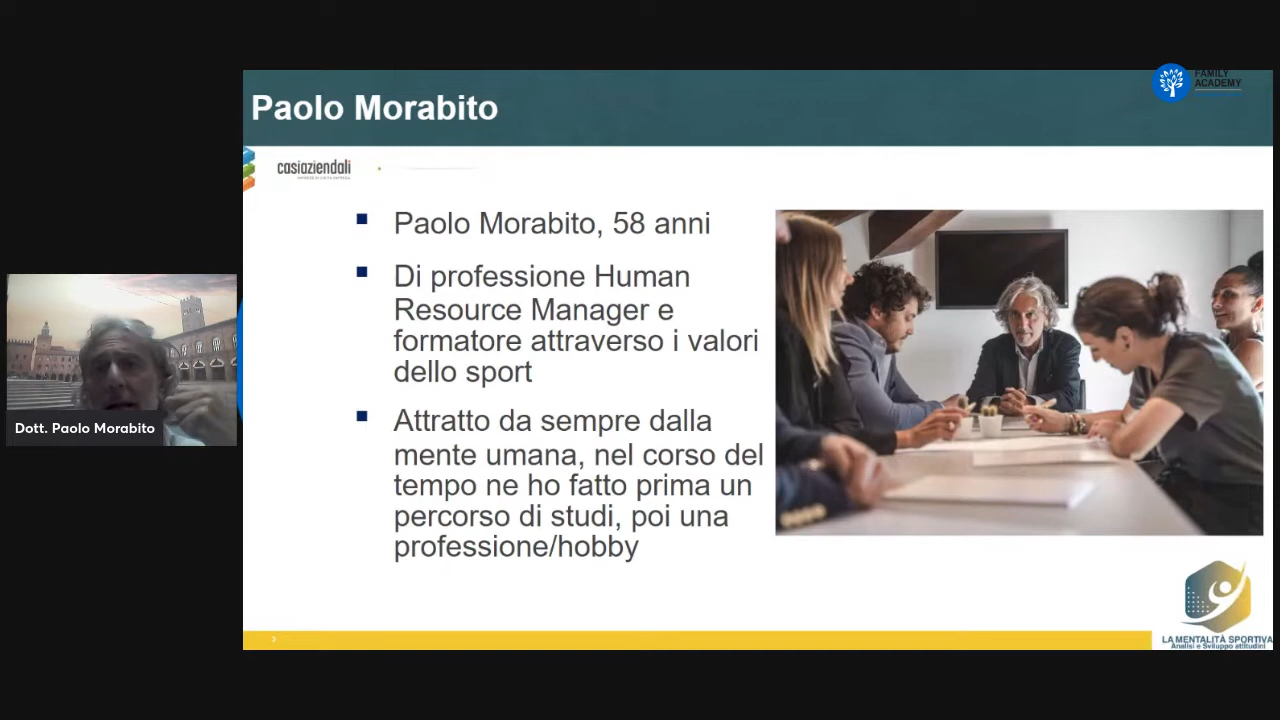 FAMILY
ACADEMY
Paolo Morabito
casiaziendali
Paolo Morabito, 58 anni
Di professione Human
Resource Manager e
formatore attraverso i valori
dello sport
Attratto da sempre dalla
mente umana, nel corso del
tempo ne ho fatto prima un
percorso di studi, poi una
professione/hobby
Dott. Paolo Morabito
3
LA MENTALITÀ SPORTIVA
Analisi e Sviluppo attitudini